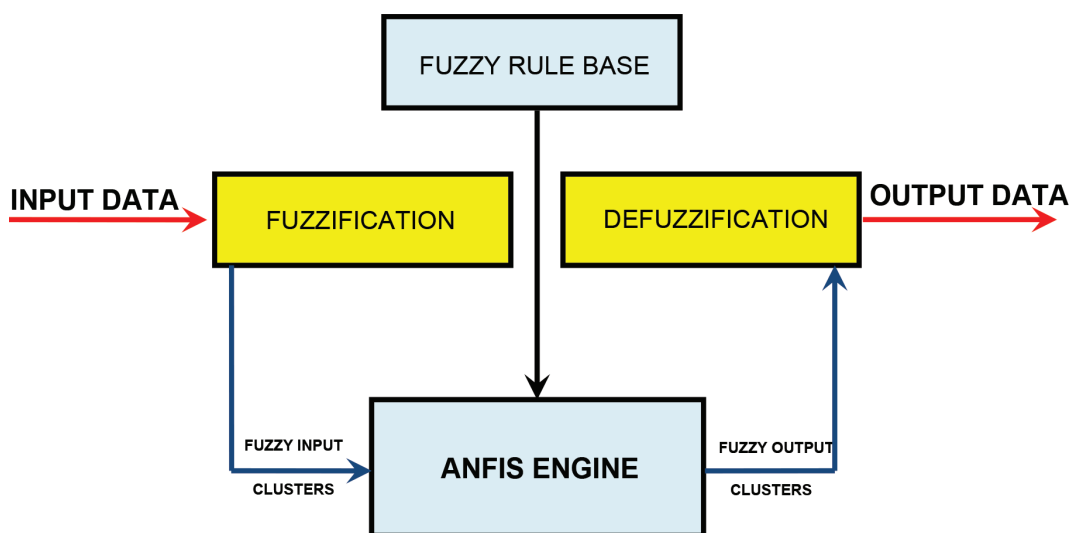 FUZZY RULE BASE
INPUT DATA
FUZZIFICATION
DEFUZZIFICATION
OUTPUT DATA
FUZZY INPUT
CLUSTERS
ANFIS ENGINE
FUZZY OUTPUT
CLUSTERS